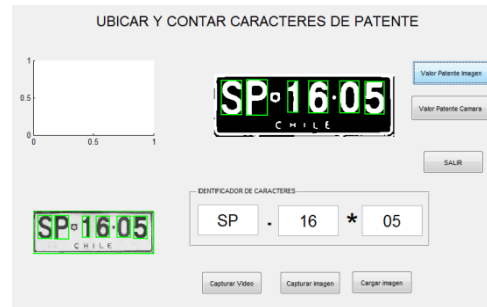 UBICAR Y CONTAR CARACTERES DE PATENTE
1
0.5
0
0 0.5 1
SP·16·05
CHILE
Valor Patente Imagen
Valor Patente Camara
SALIR
SP·16·05
CHILE
IDENTIFICADOR DE CARACTERES
SP . 16 * 05
Capturar Video
Capturar Imagen
Cargar imagen